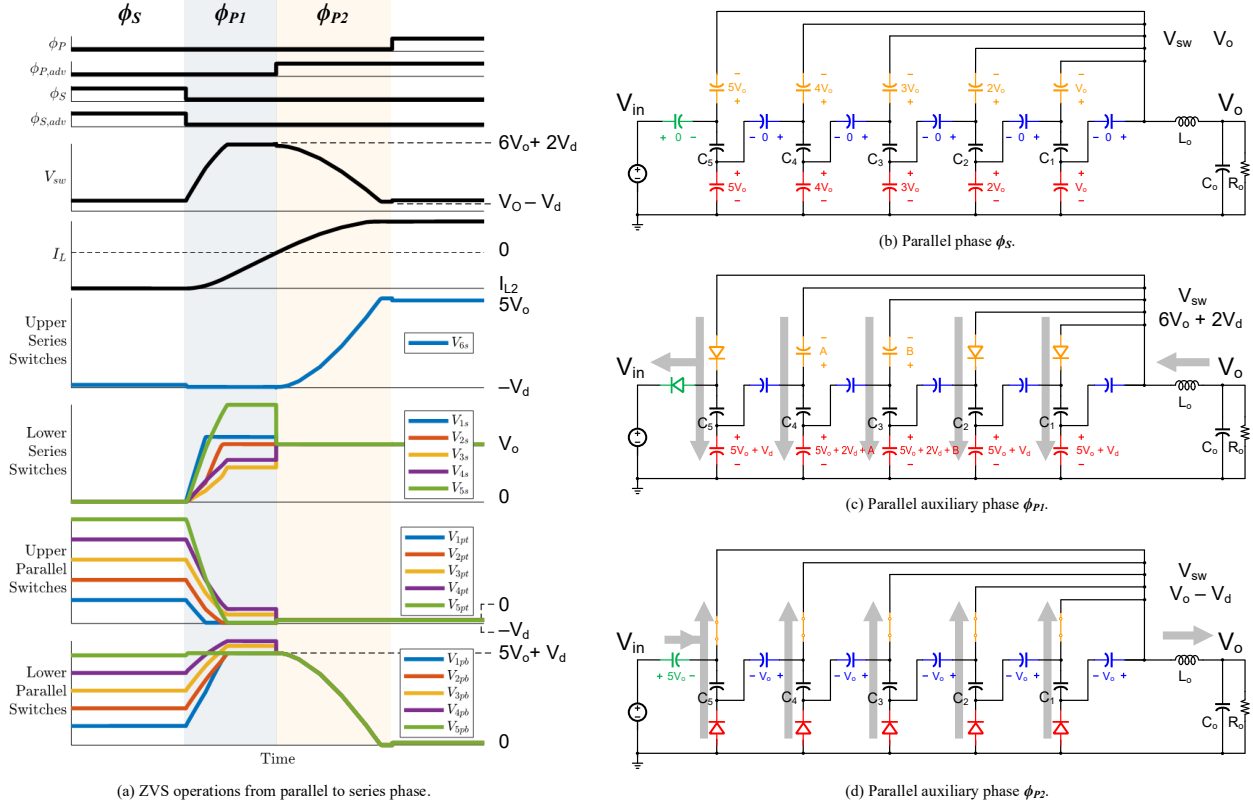 ϕS ϕP1 ϕP2
ϕP
ϕP,adv
ϕS
ϕS,adv
Vsw
6Vo + 2Vd
VO – Vd
IL
0
IL2
Upper
Series
Switches
V6s
5Vo
–Vd
Lower
Series
Switches
V1s
V2s
V3s
V4s
V5s
Vo
0
Upper
Parallel
Switches
V1pt
V2pt
V3pt
V4pt
V5pt
0
–Vd
Lower
Parallel
Switches
V1pb
V2pb
V3pb
V4pb
V5pb
5Vo + Vd
0
Time
(a) ZVS operations from parallel to series phase.
Vsw Vo
– – – – –
5Vo 4Vo 3Vo 2Vo Vo
+ + + + +
Vin Vo
+ 0 – – 0 + – 0 + – 0 + – 0 + – 0 +
Lo
C5 C4 C3 C2 C1
+ + + + +
5Vo 4Vo 3Vo 2Vo Vo
– – – – –
+
–
Co Ro
(b) Parallel phase ϕS.
Vsw
6Vo + 2Vd
– –
A B
+ +
Vin Vo
Lo
C5 C4 C3 C2 C1
+ + + + +
5Vo + Vd 5Vo + 2Vd + A 5Vo + 2Vd + B 5Vo + Vd 5Vo + Vd
– – – – –
+
–
Co Ro
(c) Parallel auxiliary phase ϕP1.
Vsw
Vo – Vd
Vin Vo
+ 5Vo – – Vo + – Vo + – Vo + – Vo + – Vo +
Lo
C5 C4 C3 C2 C1
+
–
Co Ro
(d) Parallel auxiliary phase ϕP2.